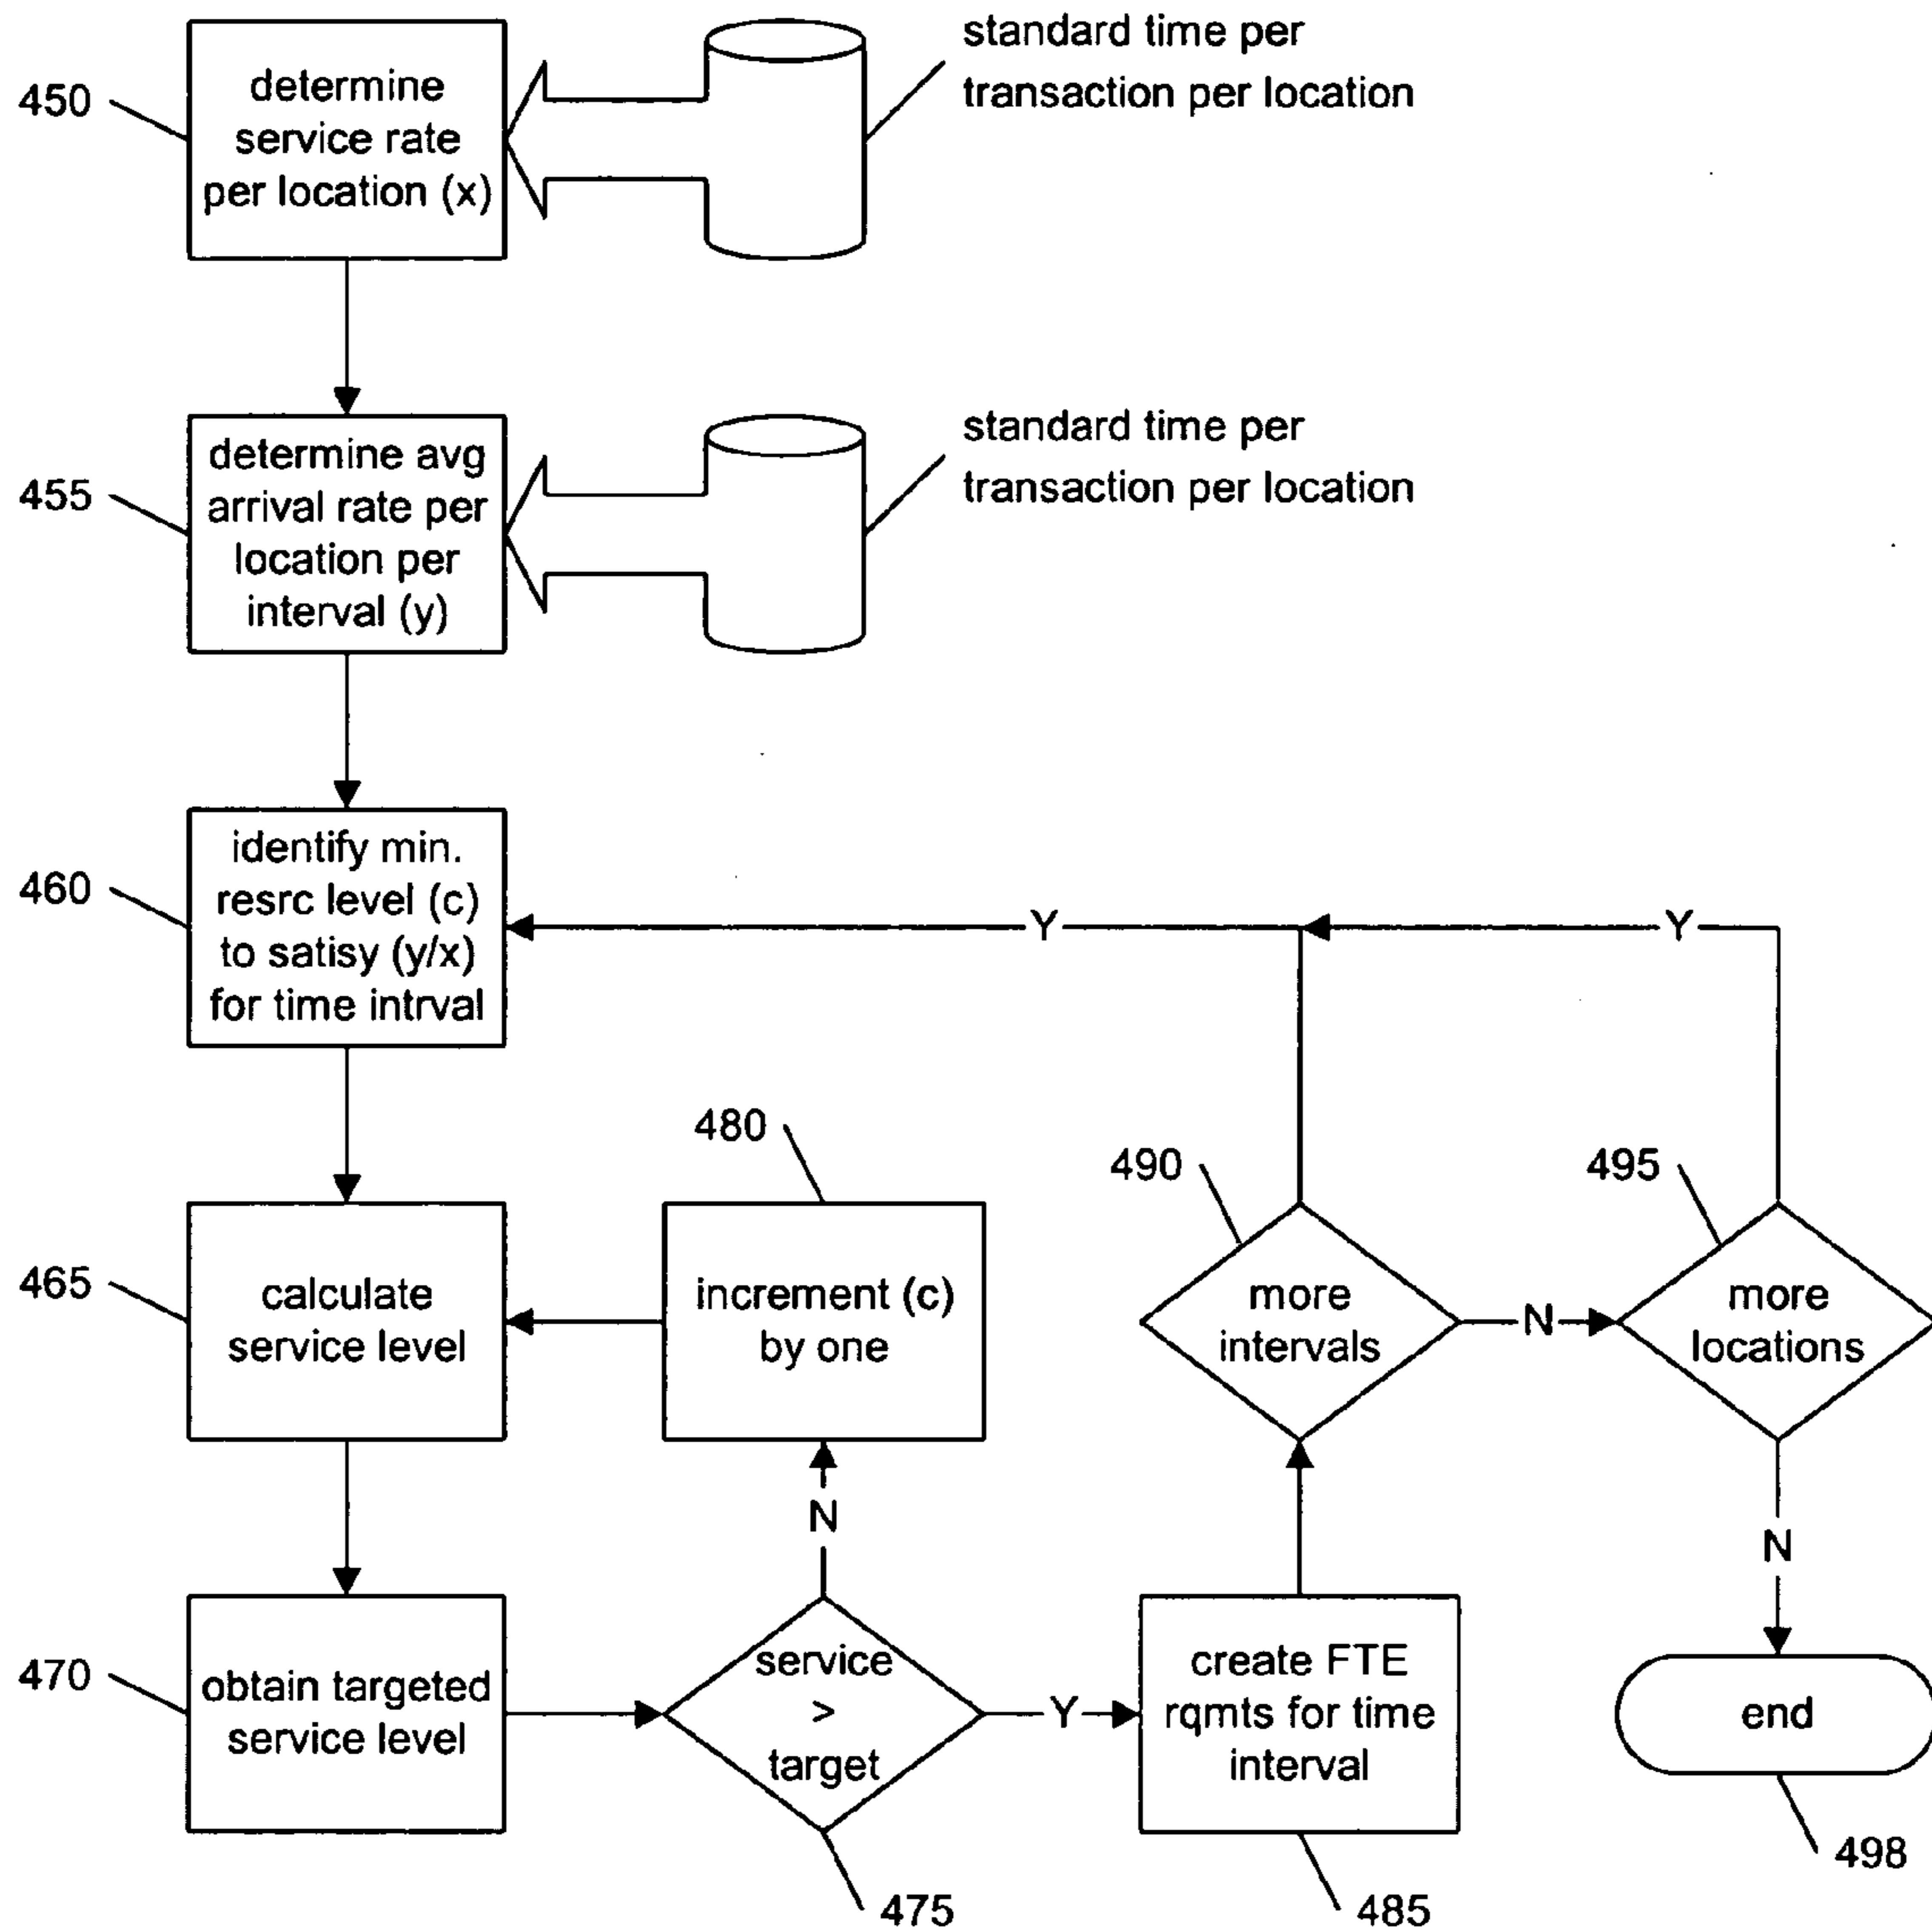 450
determine
service rate
per location (x)
standard time per
transaction per location
455
determine avg
arrival rate per
location per
interval (y)
standard time per
transaction per location
460
identify min.
resrc level (c)
to satisy (y/x)
for time intrval
Y
Y
465
calculate
service level
480
increment (c)
by one
490
more
intervals
N
495
more
locations
470
obtain targeted
service level
N
service
>
target
475
Y
create FTE
rqmts for time
interval
485
N
end
498